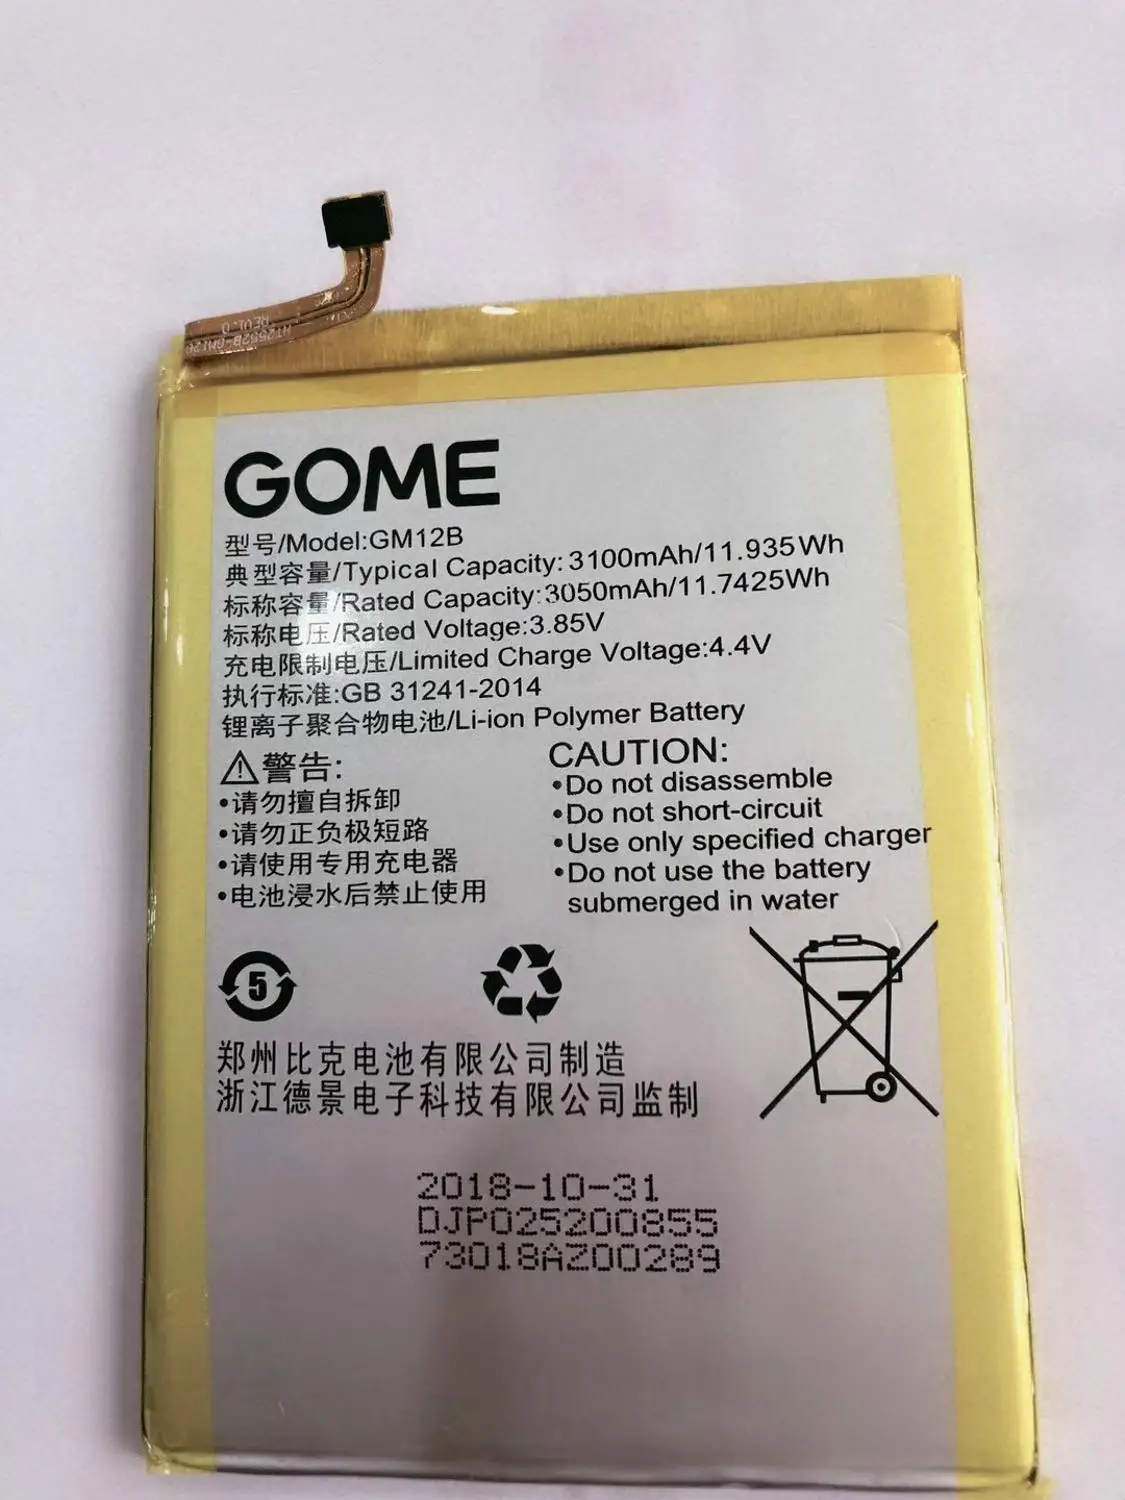 REV1.0
GOME
型号/Model:GM12B
典型容量/Typical Capacity:3100mAh/11.935Wh
标称容量/Rated Capacity:3050mAh/11.7425Wh
标称电压/Rated Voltage:3.85V
充电限制电压/Limited Charge Voltage:4.4V
执行标准:GB 31241-2014
锂离子聚合物电池/Li-ion Polymer Battery
警告:
•请勿擅自拆卸
•请勿正负极短路
•请使用专用充电器
•电池浸水后禁止使用
CAUTION:
•Do not disassemble
•Do not short-circuit
•Use only specified charger
•Do not use the battery
submerged in water
5
郑州比克电池有限公司制造
浙江德景电子科技有限公司监制
2018-10-31
DJP025200855
73018AZ00289